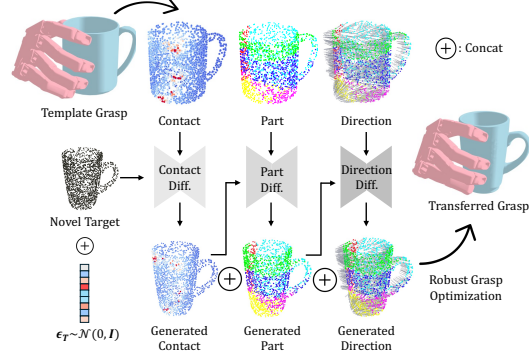 : Concat
Template Grasp
Contact
Part
Direction
Contact
Diff.
Part
Diff.
Direction
Diff.
Novel Target
Transferred Grasp
ϵ_T~𝒩(0, I)
Generated
Contact
Generated
Part
Generated
Direction
Robust Grasp
Optimization